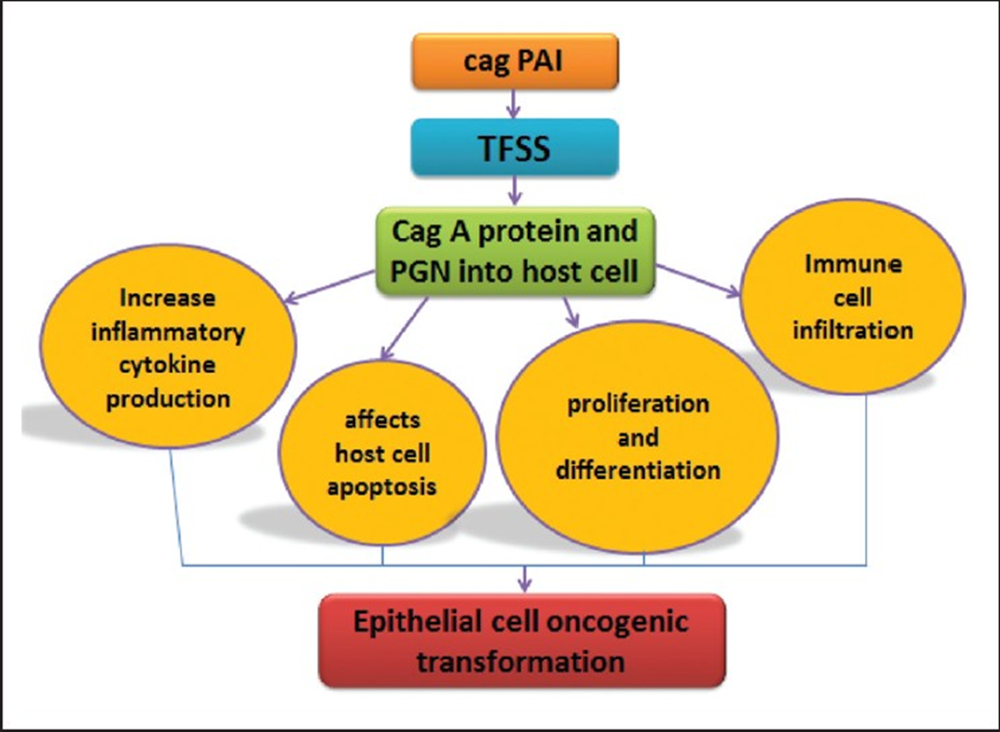 cag PAI
TFSS
Cag A protein and
PGN into host cell
Increase
inflammatory
cytokine
production
affects
host cell
apoptosis
proliferation
and
differentiation
Immune
cell
infiltration
Epithelial cell oncogenic
transformation